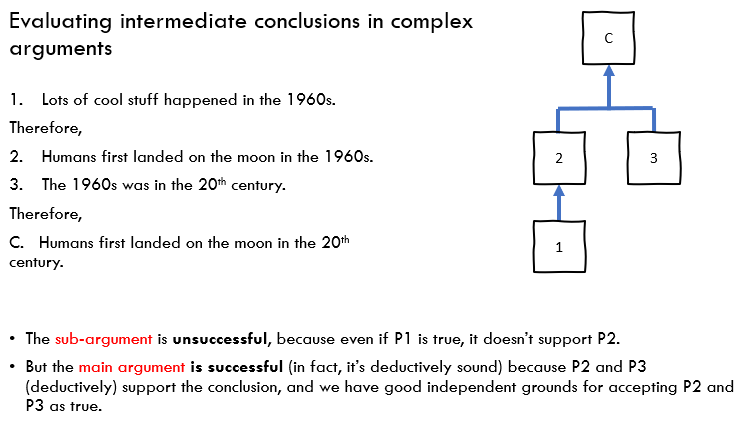 Evaluating intermediate conclusions in complex
arguments
1. Lots of cool stuff happened in the 1960s.
Therefore,
2. Humans first landed on the moon in the 1960s.
3. The 1960s was in the 20th century.
Therefore,
C. Humans first landed on the moon in the 20th
century.
C
2
3
1
• The sub-argument is unsuccessful, because even if P1 is true, it doesn't support P2.
• But the main argument is successful (in fact, it's deductively sound) because P2 and P3
(deductively) support the conclusion, and we have good independent grounds for accepting P2 and
P3 as true.